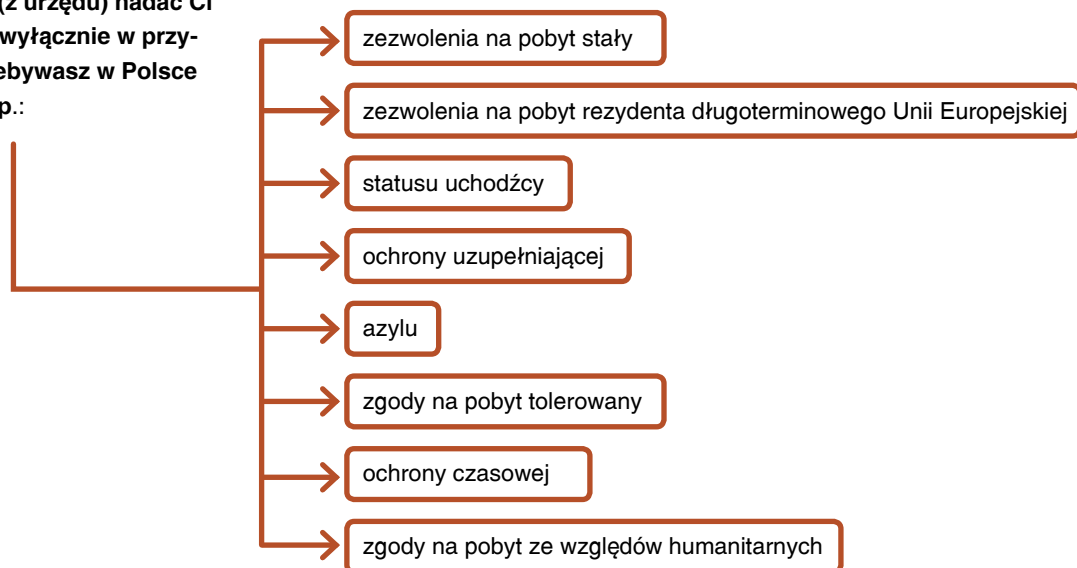 (z urzędu) nadać Ci
wyłącznie w przy-
ebywasz w Polsce
p.:
zezwolenia na pobyt stały
zezwolenia na pobyt rezydenta długoterminowego Unii Europejskiej
statusu uchodźcy
ochrony uzupełniającej
azylu
zgody na pobyt tolerowany
ochrony czasowej
zgody na pobyt ze względów humanitarnych